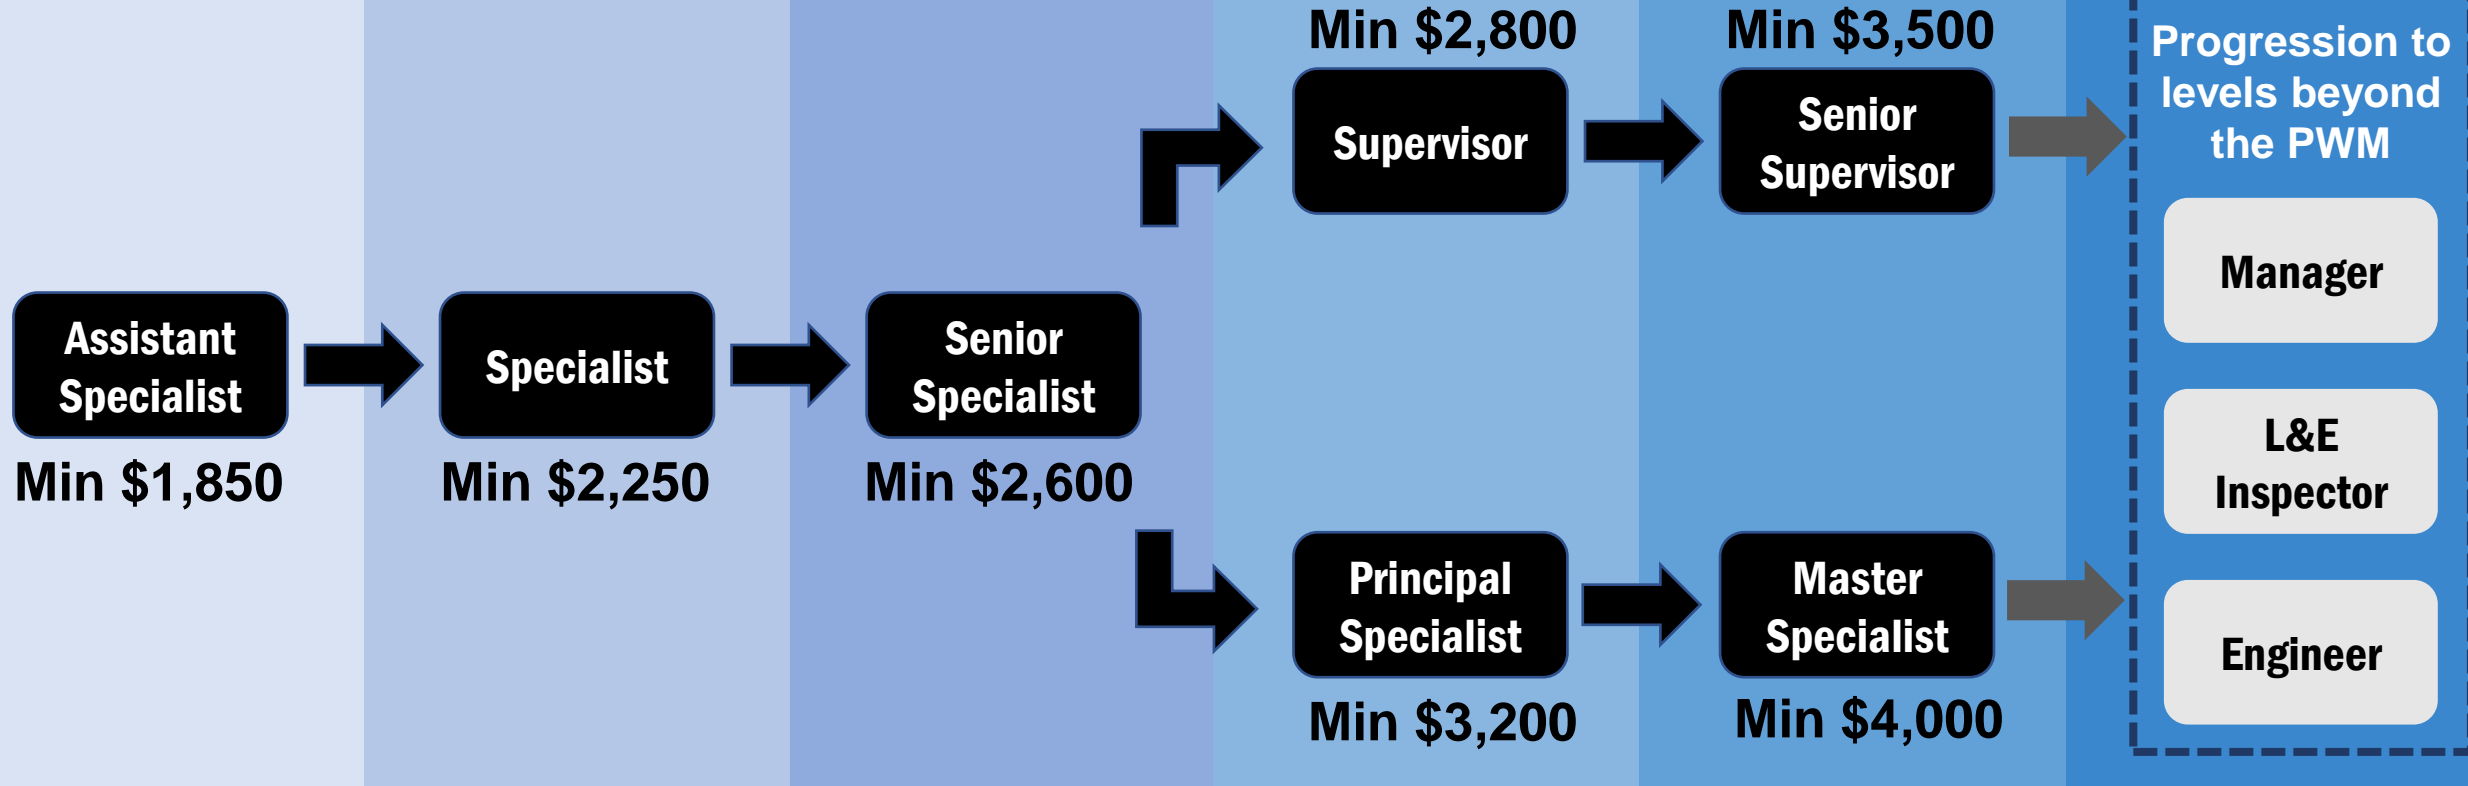 Min $2,800
Min $3,500
Progression to
levels beyond
the PWM
Supervisor
Senior
Supervisor
Manager
Assistant
Specialist
Specialist
Senior
Specialist
Min $1,850
Min $2,250
Min $2,600
L&E
Inspector
Principal
Specialist
Master
Specialist
Engineer
Min $3,200
Min $4,000